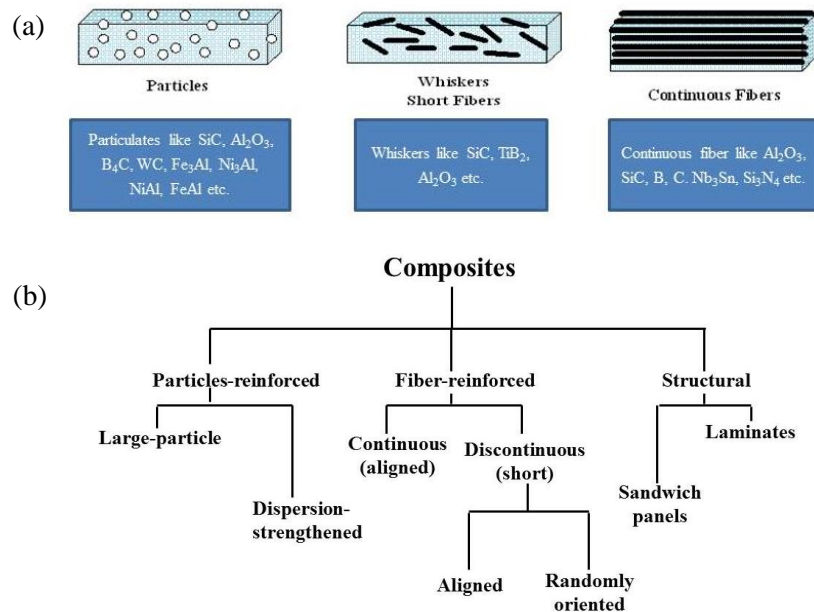 (a)
Particles
Whiskers
Short Fibers
Continuous Fibers
Particulates like SiC, Al₂O₃,
B₄C, WC, Fe₃Al, Ni₃Al,
NiAl, FeAl etc.
Whiskers like SiC, TiB₂,
Al₂O₃ etc.
Continuous fiber like Al₂O₃,
SiC, B, C. Nb₃Sn, Si₃N₄ etc.
(b)
Composites
Particles-reinforced
Fiber-reinforced
Structural
Large-particle
Dispersion-
strengthened
Continuous
(aligned)
Discontinuous
(short)
Laminates
Sandwich
panels
Aligned
Randomly
oriented